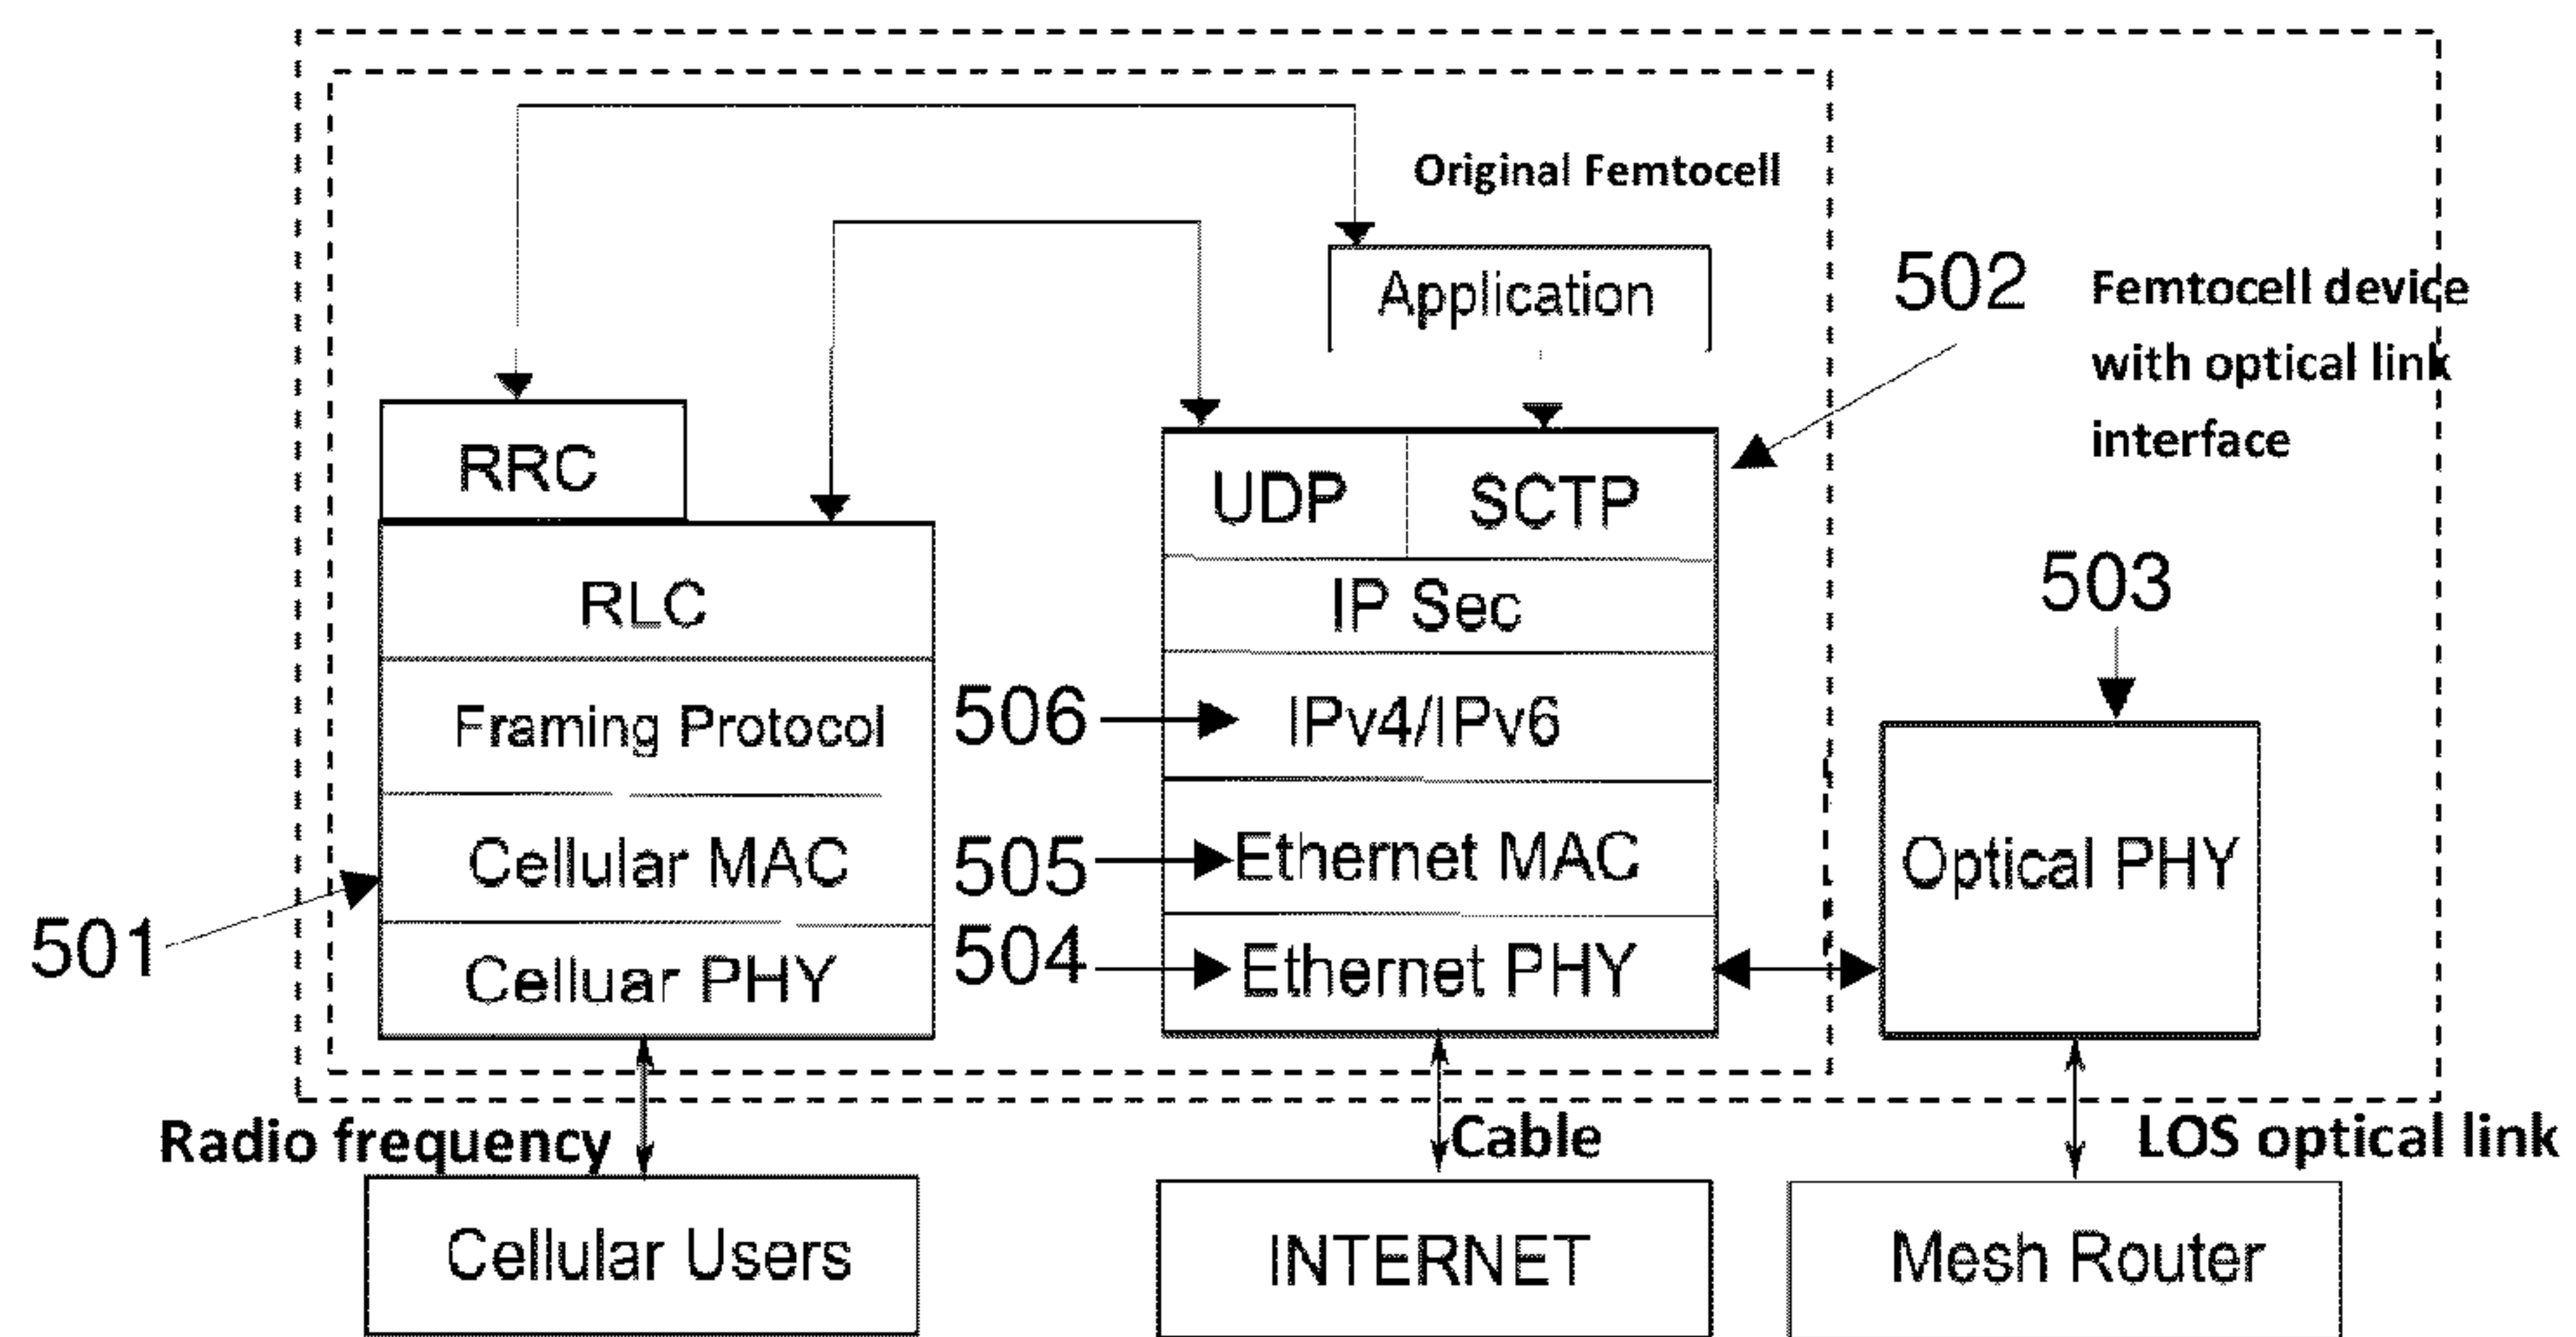 Original Femtocell
Application
502
Femtocell device
with optical link
interface
RRC
UDP
SCTP
503
RLC
IP Sec
506
Framing Protocol
IPv4/IPv6
505
Cellular MAC
Ethernet MAC
Optical PHY
501
504
Celluar PHY
Ethernet PHY
Radio frequency
Cable
LOS optical link
Cellular Users
INTERNET
Mesh Router